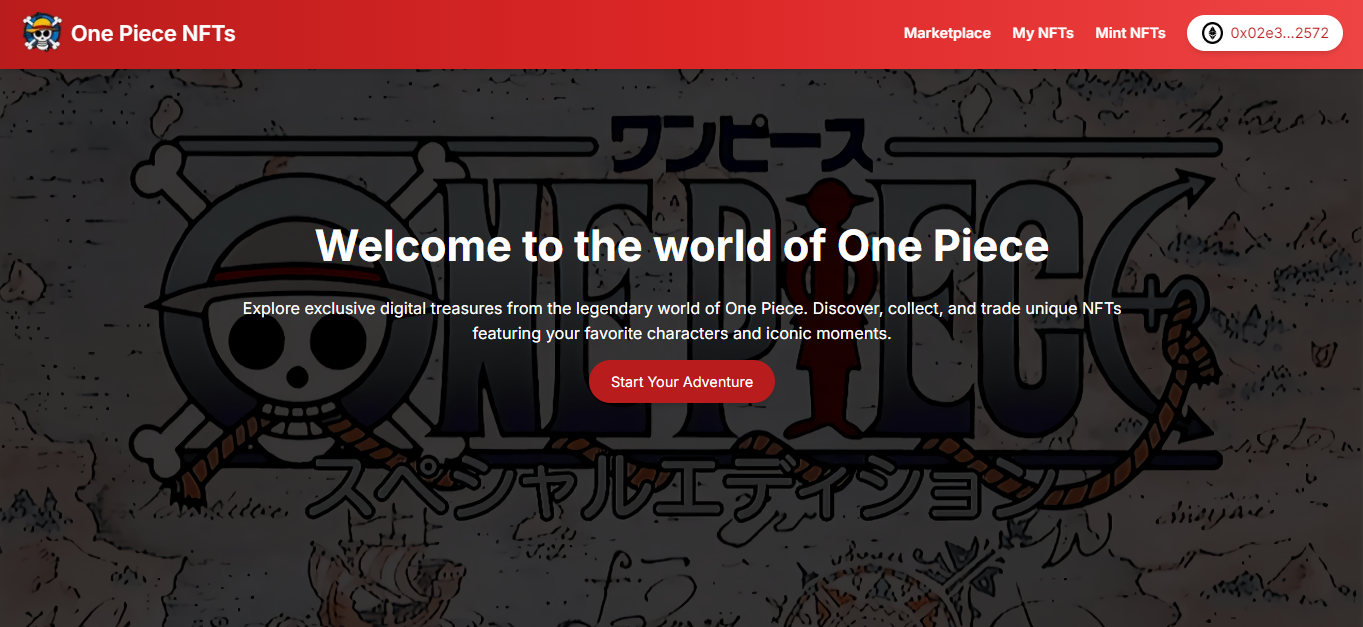 One Piece NFTs
Marketplace
My NFTs
Mint NFTs
0x02e3...2572
ワンピース
ONE PIECE
Welcome to the world of One Piece
Explore exclusive digital treasures from the legendary world of One Piece. Discover, collect, and trade unique NFTs
featuring your favorite characters and iconic moments.
Start Your Adventure
スペシャルエディション